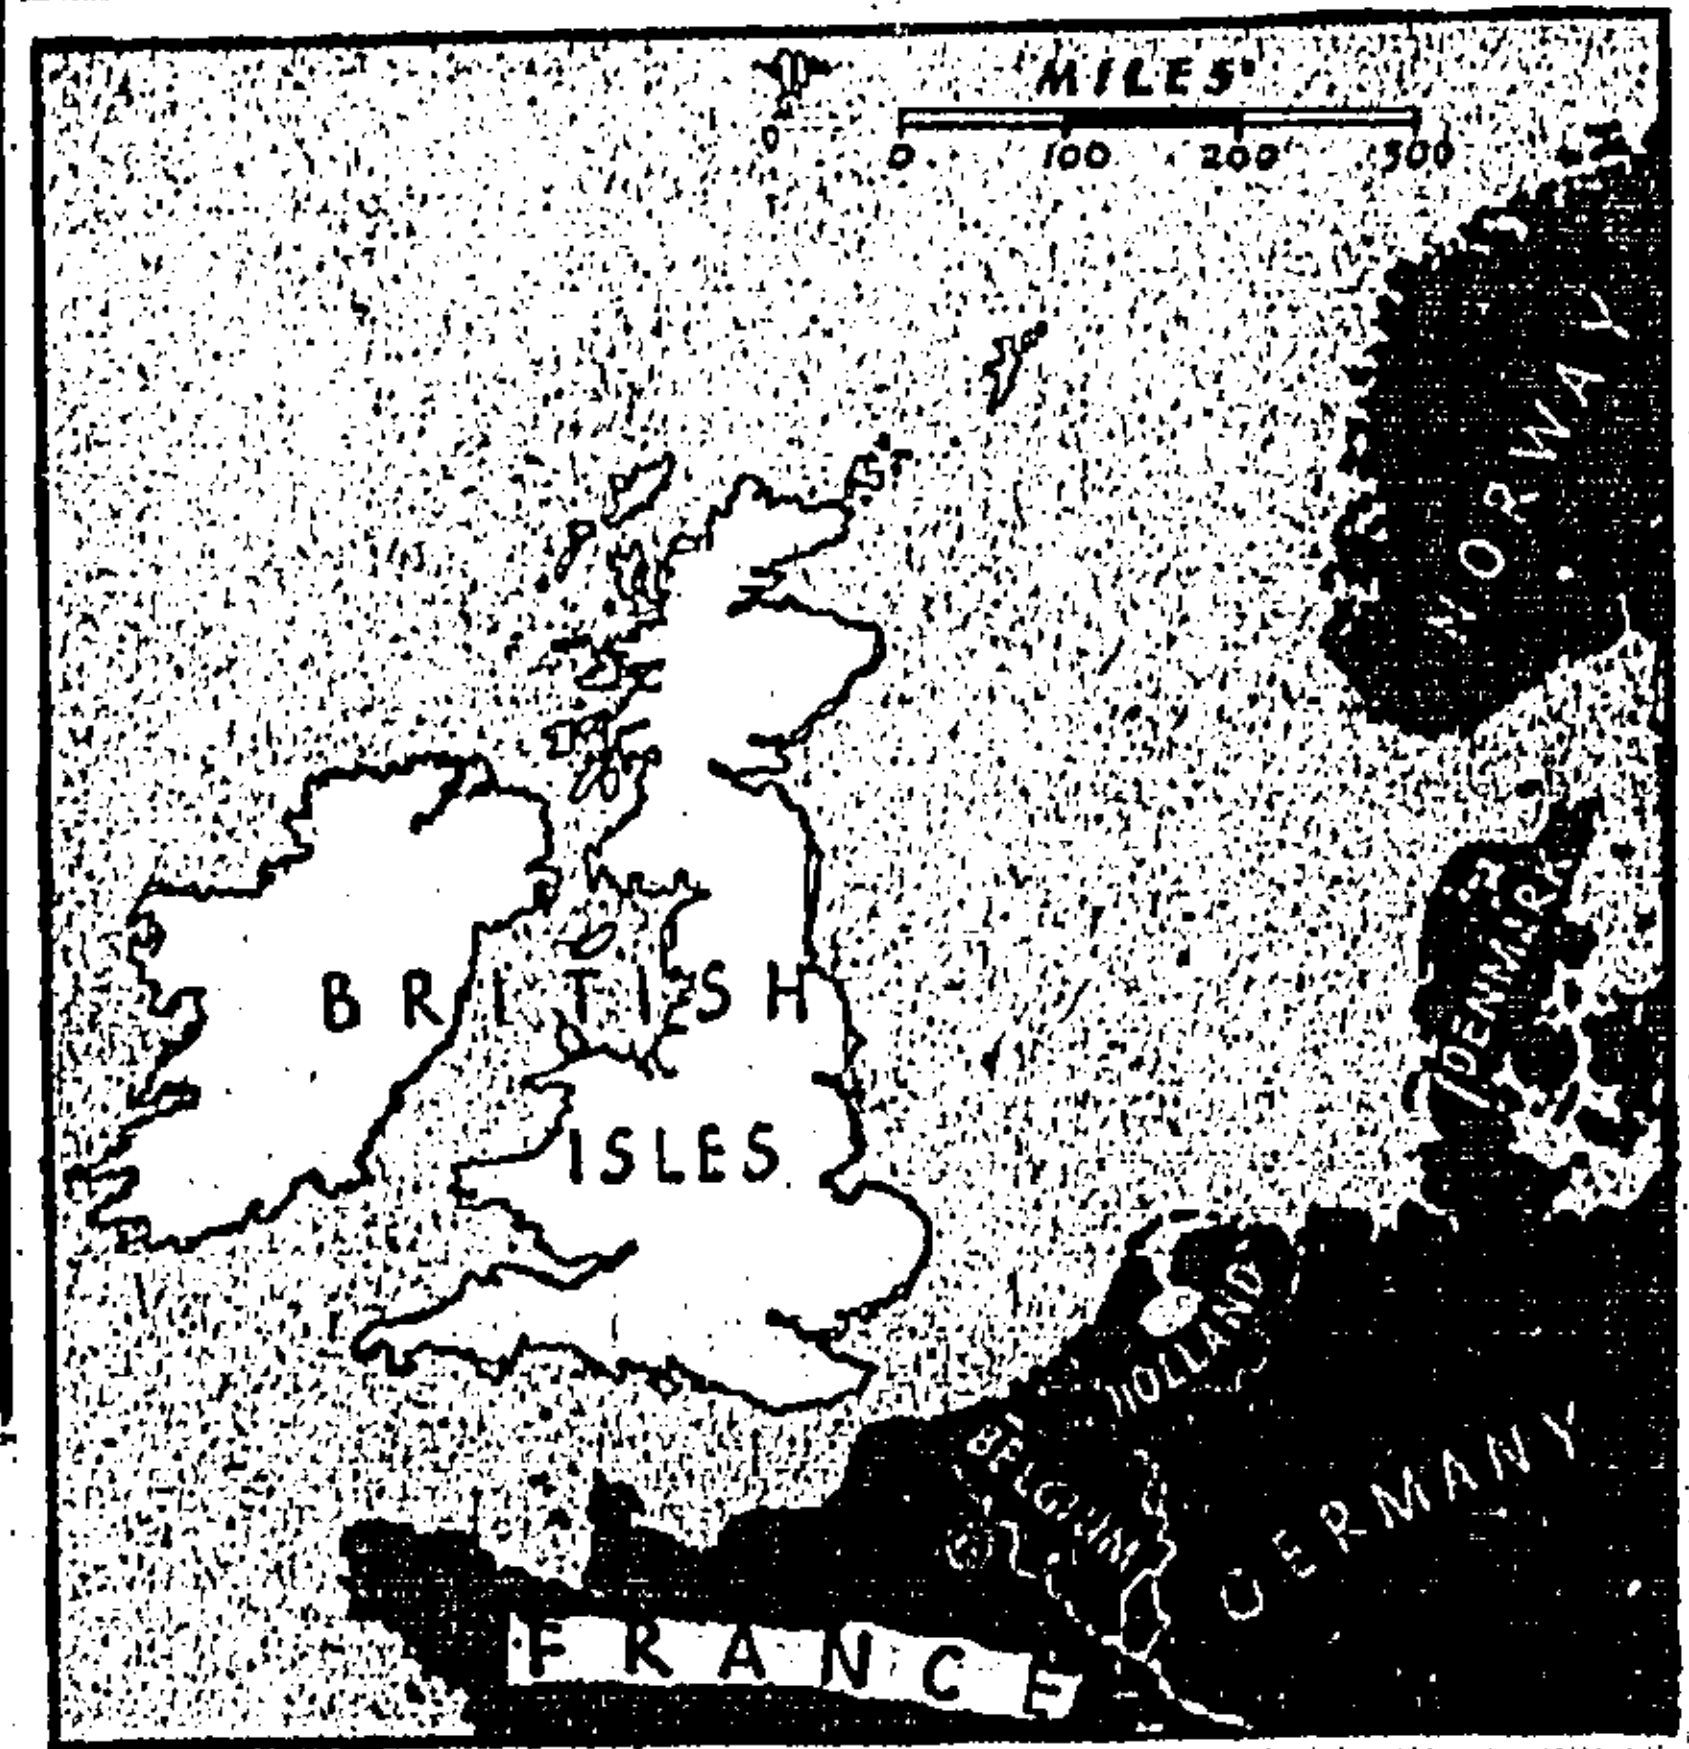 MILES
0 100 200 300
NORWAY
DENMARK
BRITISH
ISLES
HOLLAND
BELGIUM
GERMANY
FRANCE